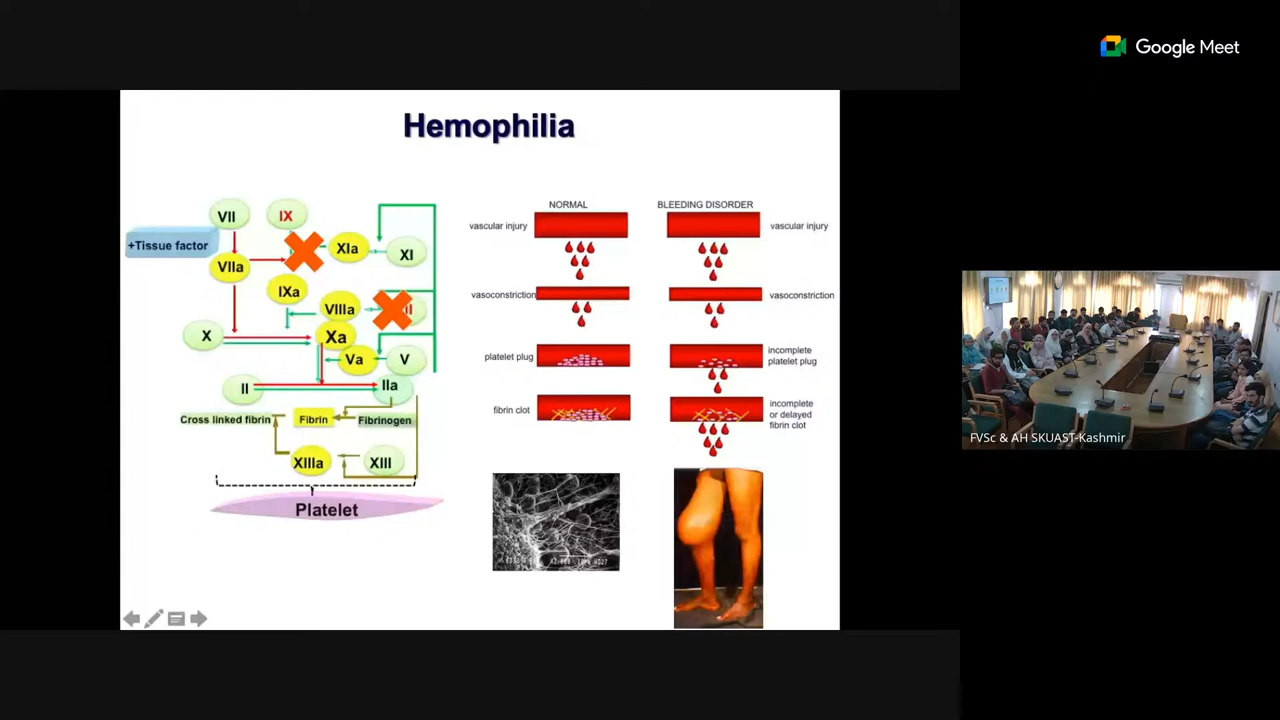 Google Meet
Hemophilia
VII
IX
+Tissue factor
XIa
XI
VIIa
IXa
VIIIa
X
Xa
Va
V
II
IIa
Cross linked fibrin
Fibrin
Fibrinogen
XIIIa
XIII
Platelet
NORMAL
BLEEDING DISORDER
vascular injury
vascular injury
vasoconstriction
vasoconstriction
platelet plug
incomplete
platelet plug
fibrin clot
incomplete
or delayed
fibrin clot
FVSc & AH SKUAST-Kashmir